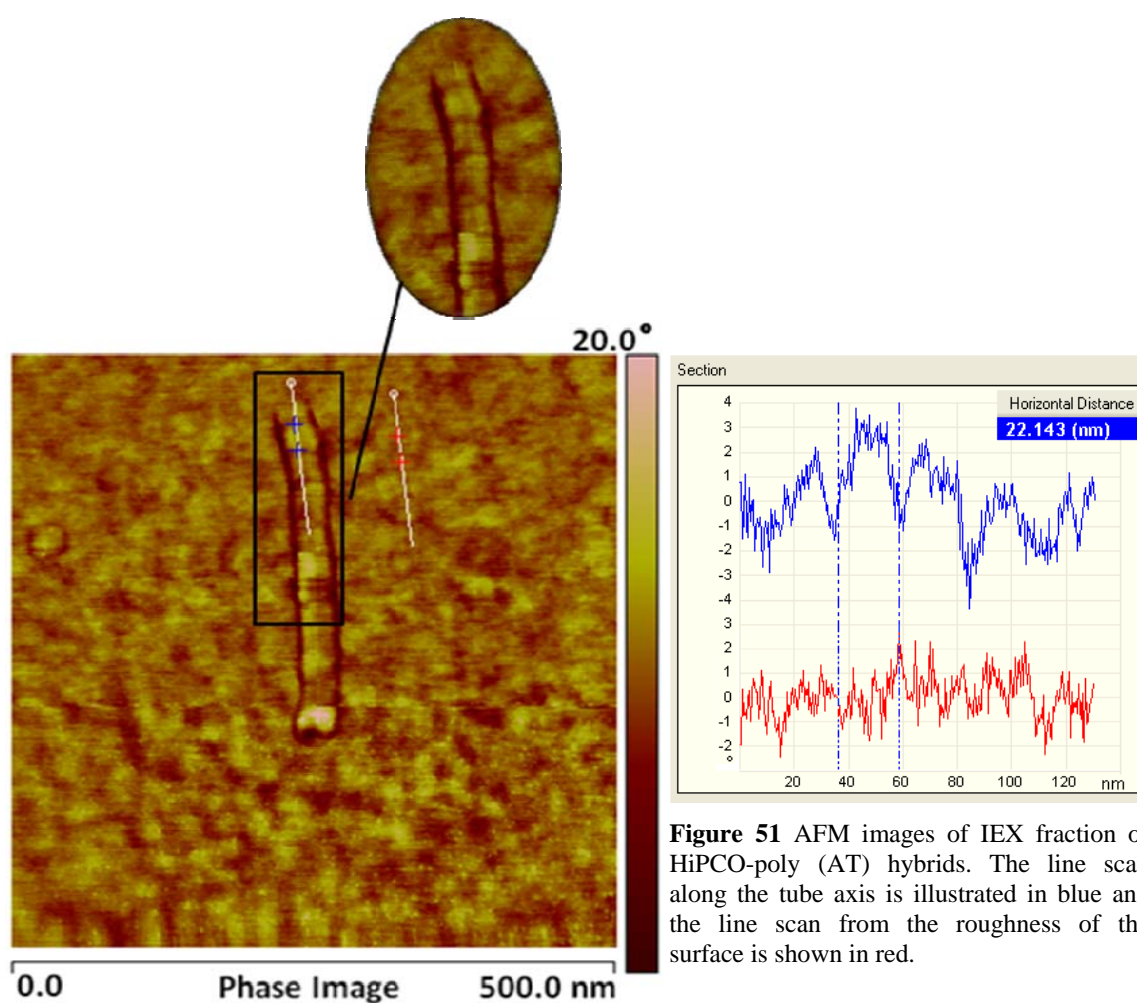 20.0°
0.0
Phase Image
500.0 nm
Section
Horizontal Distance
22.143 (nm)
4
3
2
1
0
-1
-2
-3
-4
3
2
1
0
-1
-2
°
20 40 60 80 100 120 nm
Figure 51 AFM images of IEX fraction o
HiPCO-poly (AT) hybrids. The line sca
along the tube axis is illustrated in blue an
the line scan from the roughness of th
surface is shown in red.